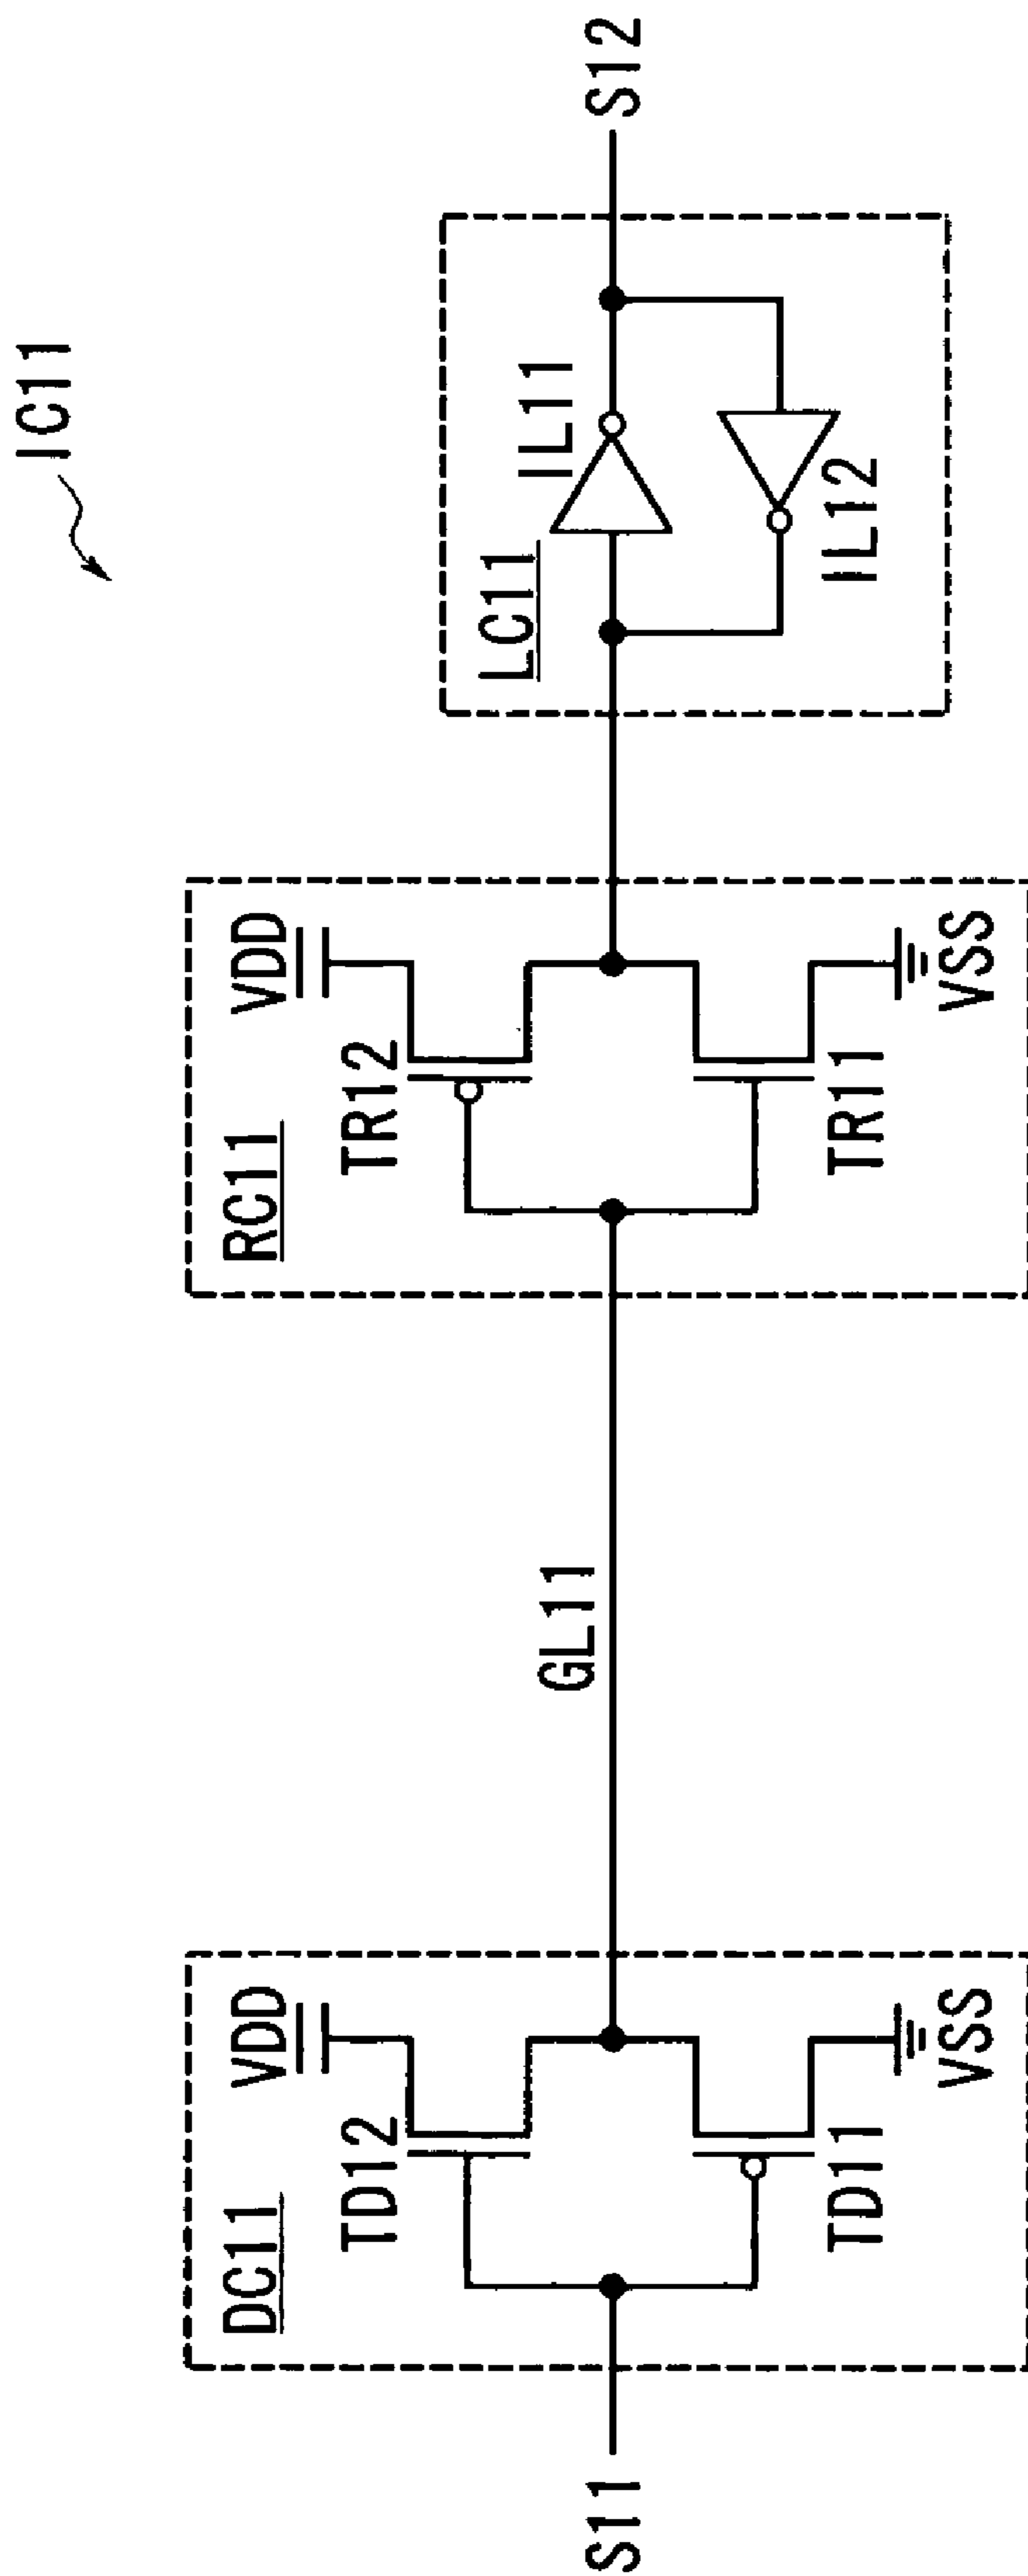 IC11
S11
DC11
VDD
TD12
TD11
VSS
GL11
RC11
VDD
TR12
TR11
VSS
LC11
IL11
IL12
S12